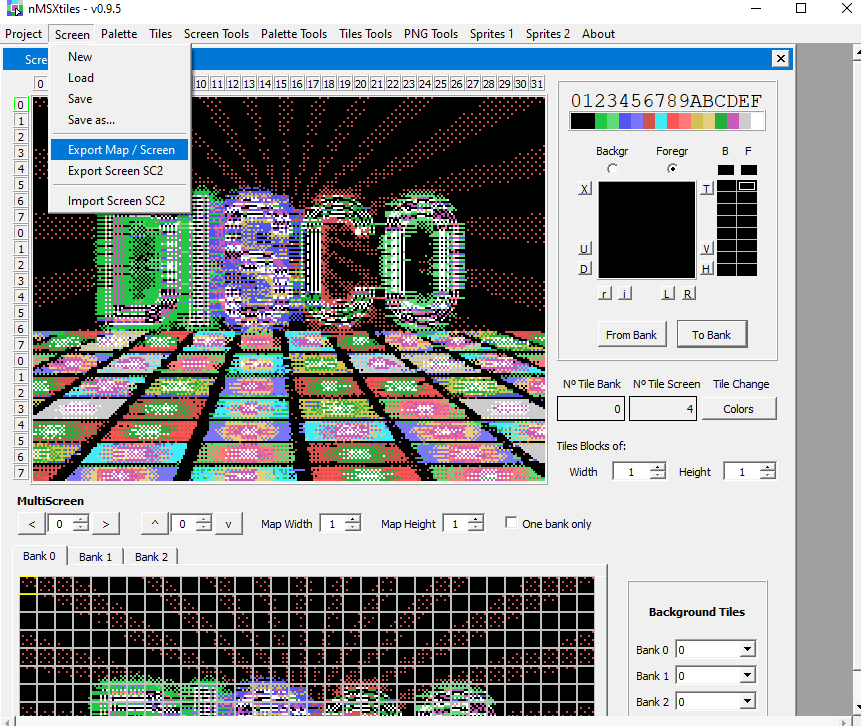 nMSXtiles - v0.9.5
Project Screen Palette Tiles Screen Tools Palette Tools Tiles Tools PNG Tools Sprites 1 Sprites 2 About
Scre
New
Load
Save
Save as...
Export Map / Screen
Export Screen SC2
Import Screen SC2
0 10 11 12 13 14 15 16 17 18 19 20 21 22 23 24 25 26 27 28 29 30 31
0
1
2
3
4
5
6
7
0
1
2
3
4
5
6
7
0
1
2
3
4
5
6
7
DISCO
0123456789ABCDEF
Backgr Foregr B F
X T
U V
D H
r i L R
From Bank To Bank
Nº Tile Bank Nº Tile Screen Tile Change
0 4 Colors
Tiles Blocks of:
Width 1 Height 1
MultiScreen
< 0 > ^ 0 v Map Width 1 Map Height 1 One bank only
Bank 0 Bank 1 Bank 2
Background Tiles
Bank 0 0
Bank 1 0
Bank 2 0